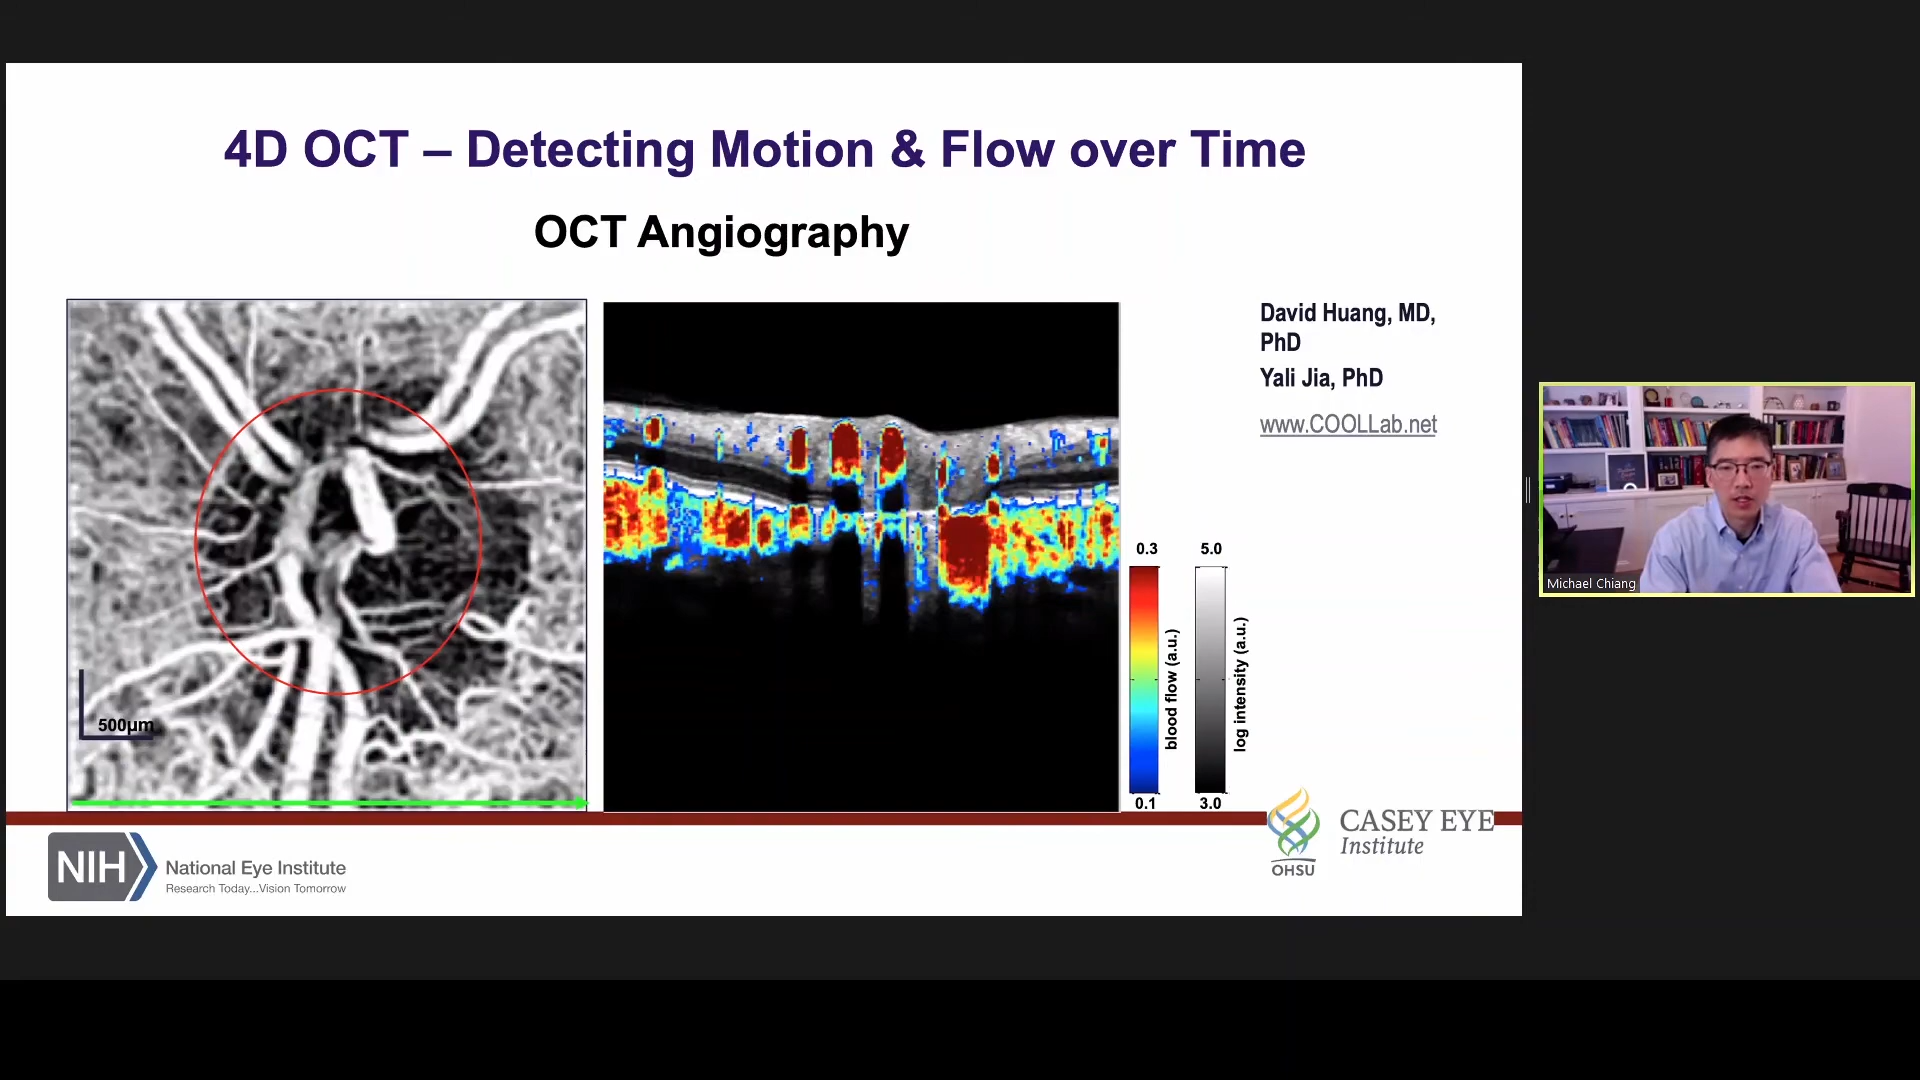 4D OCT – Detecting Motion & Flow over Time
OCT Angiography
David Huang, MD,
PhD
Yali Jia, PhD
www.COOLLab.net
500µm
0.3
5.0
blood flow (a.u.)
log intensity (a.u.)
0.1
3.0
Michael Chiang
NIH
National Eye Institute
Research Today...Vision Tomorrow
CASEY EYE
Institute
OHSU